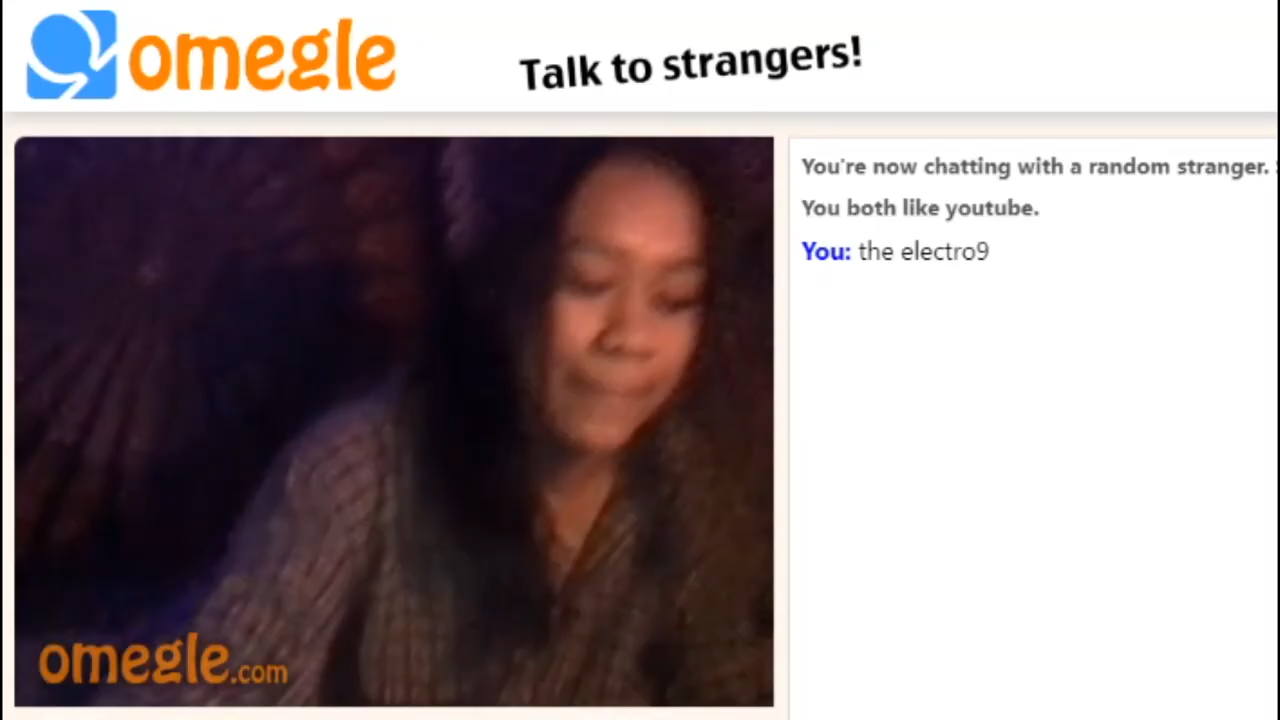 omegle
Talk to strangers!
You're now chatting with a random stranger.
You both like youtube.
You: the electro9
omegle.com